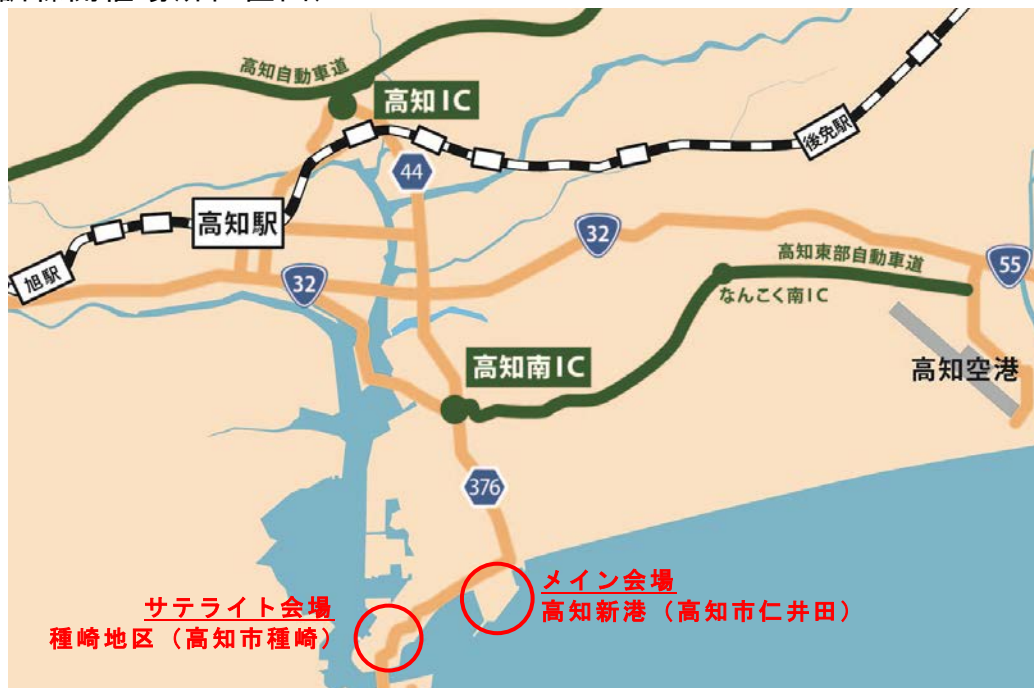 高知自動車道
高知IC
後免駅
44
高知駅
32
旭駅
32
高知東部自動車道
55
なんこく南IC
高知南IC
高知空港
376
メイン会場
高知新港（高知市仁井田）
サテライト会場
種崎地区（高知市種崎）